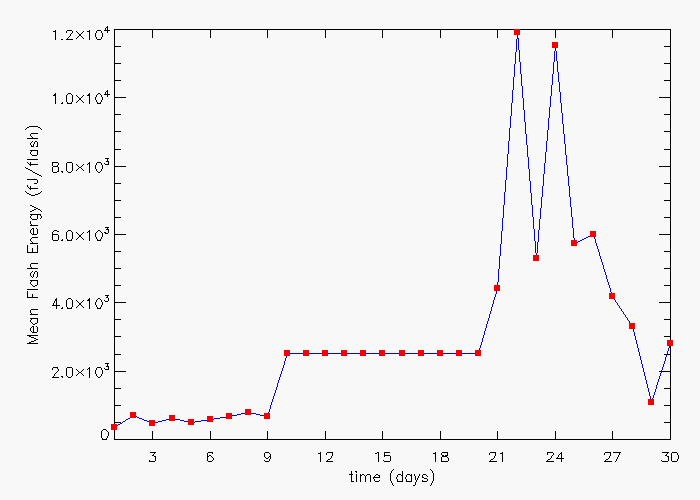 1.2×10⁴
1.0×10⁴
8.0×10³
6.0×10³
4.0×10³
2.0×10³
0
Mean Flash Energy (fJ/flash)
3 6 9 12 15 18 21 24 27 30
time (days)